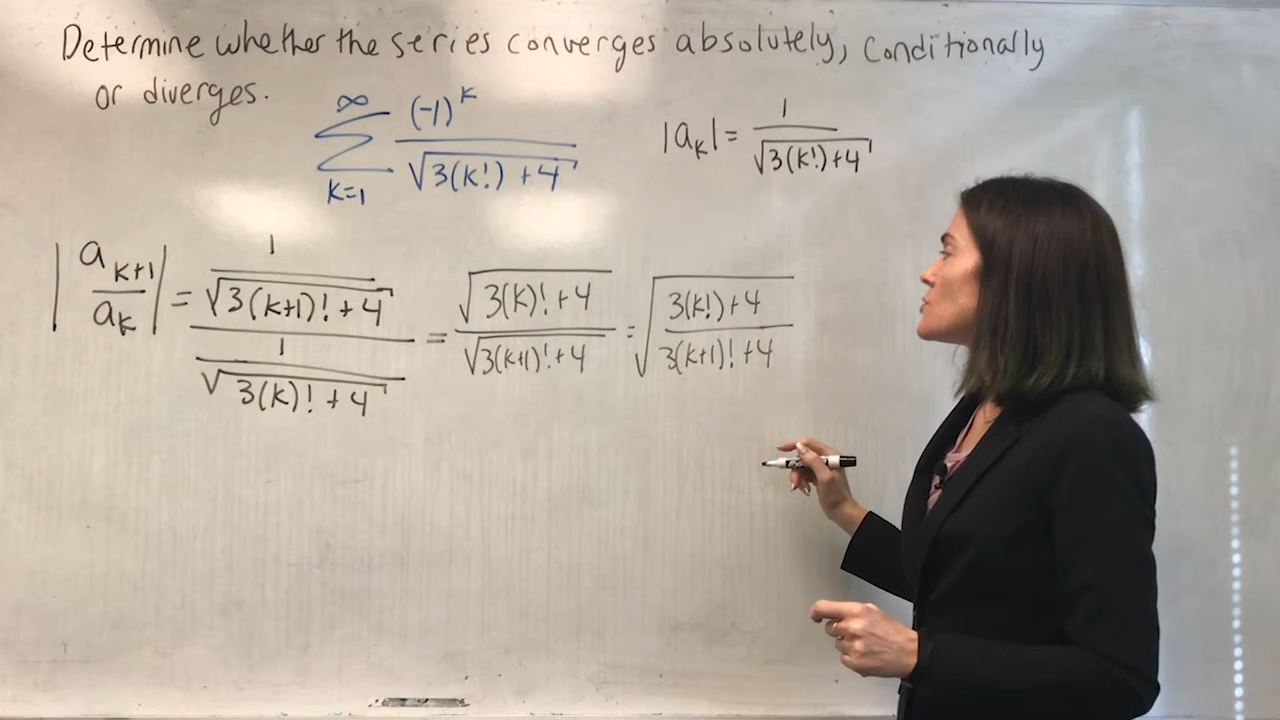 Determine whether the series converges absolutely, conditionally
or diverges.
∞ Σ k=1 (-1)^k / √(3(k!) + 4)
|a_k| = 1 / √(3(k!) + 4)
|a_{k+1} / a_k| = (1 / √(3(k+1)! + 4)) / (1 / √(3(k)! + 4)) = √(3(k)! + 4) / √(3(k+1)! + 4) = √((3(k!) + 4) / (3(k+1)! + 4))